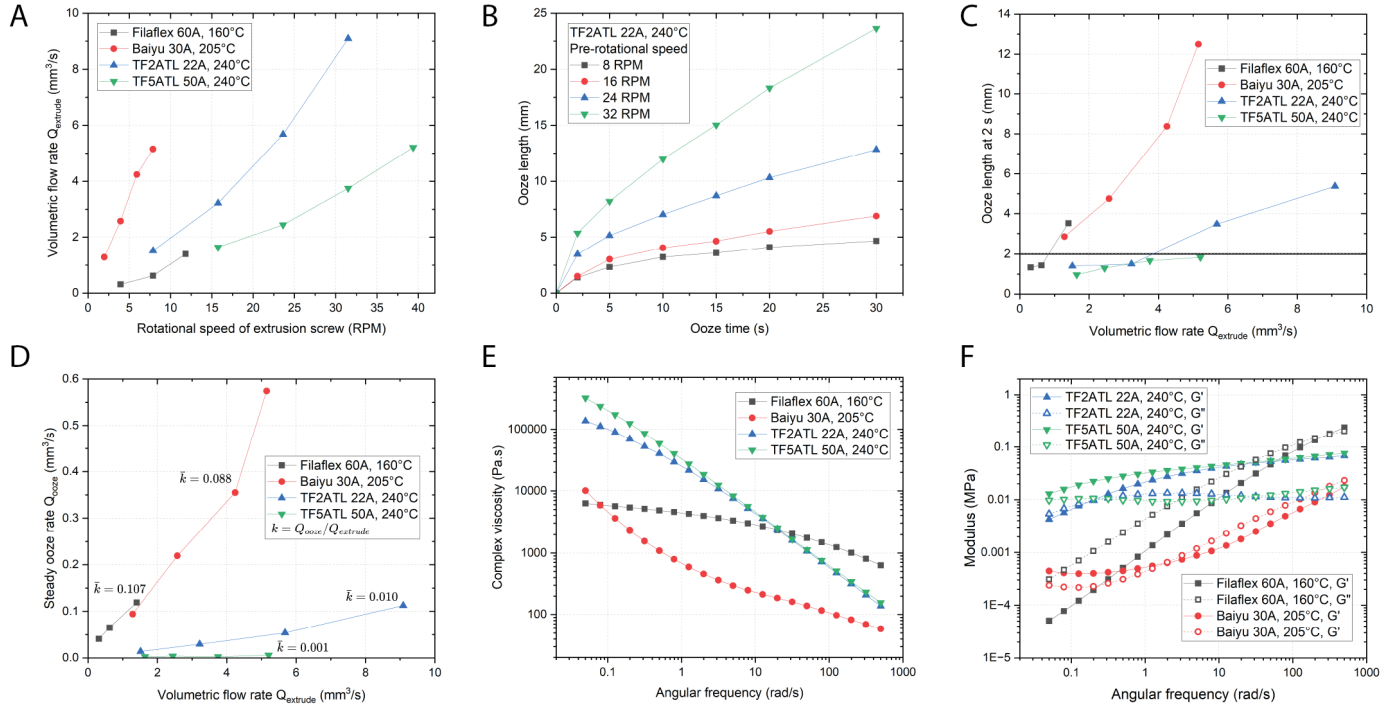 A
Filaflex 60A, 160°C
Baiyu 30A, 205°C
TF2ATL 22A, 240°C
TF5ATL 50A, 240°C
10
8
6
4
2
0
0 5 10 15 20 25 30 35 40
Volumetric flow rate Q_extrude (mm³/s)
Rotational speed of extrusion screw (RPM)
B
TF2ATL 22A, 240°C
Pre-rotational speed
8 RPM
16 RPM
24 RPM
32 RPM
25
20
15
10
5
0
0 5 10 15 20 25 30
Ooze length (mm)
Ooze time (s)
C
Filaflex 60A, 160°C
Baiyu 30A, 205°C
TF2ATL 22A, 240°C
TF5ATL 50A, 240°C
14
12
10
8
6
4
2
0
0 2 4 6 8 10
Ooze length at 2 s (mm)
Volumetric flow rate Q_extrude (mm³/s)
D
0.6
0.5
0.4
0.3
0.2
0.1
0.0
0 2 4 6 8 10
k̄ = 0.088
k̄ = 0.107
k̄ = 0.010
k̄ = 0.001
Filaflex 60A, 160°C
Baiyu 30A, 205°C
TF2ATL 22A, 240°C
TF5ATL 50A, 240°C
k = Q_ooze/Q_extrude
Steady ooze rate Q_ooze (mm³/s)
Volumetric flow rate Q_extrude (mm³/s)
E
Filaflex 60A, 160°C
Baiyu 30A, 205°C
TF2ATL 22A, 240°C
TF5ATL 50A, 240°C
100000
10000
1000
100
0.1 1 10 100 1000
Complex viscosity (Pa.s)
Angular frequency (rad/s)
F
TF2ATL 22A, 240°C, G'
TF2ATL 22A, 240°C, G"
TF5ATL 50A, 240°C, G'
TF5ATL 50A, 240°C, G"
Filaflex 60A, 160°C, G'
Filaflex 60A, 160°C, G"
Baiyu 30A, 205°C, G'
Baiyu 30A, 205°C, G"
1
0.1
0.01
0.001
1E-4
1E-5
0.1 1 10 100 1000
Modulus (MPa)
Angular frequency (rad/s)